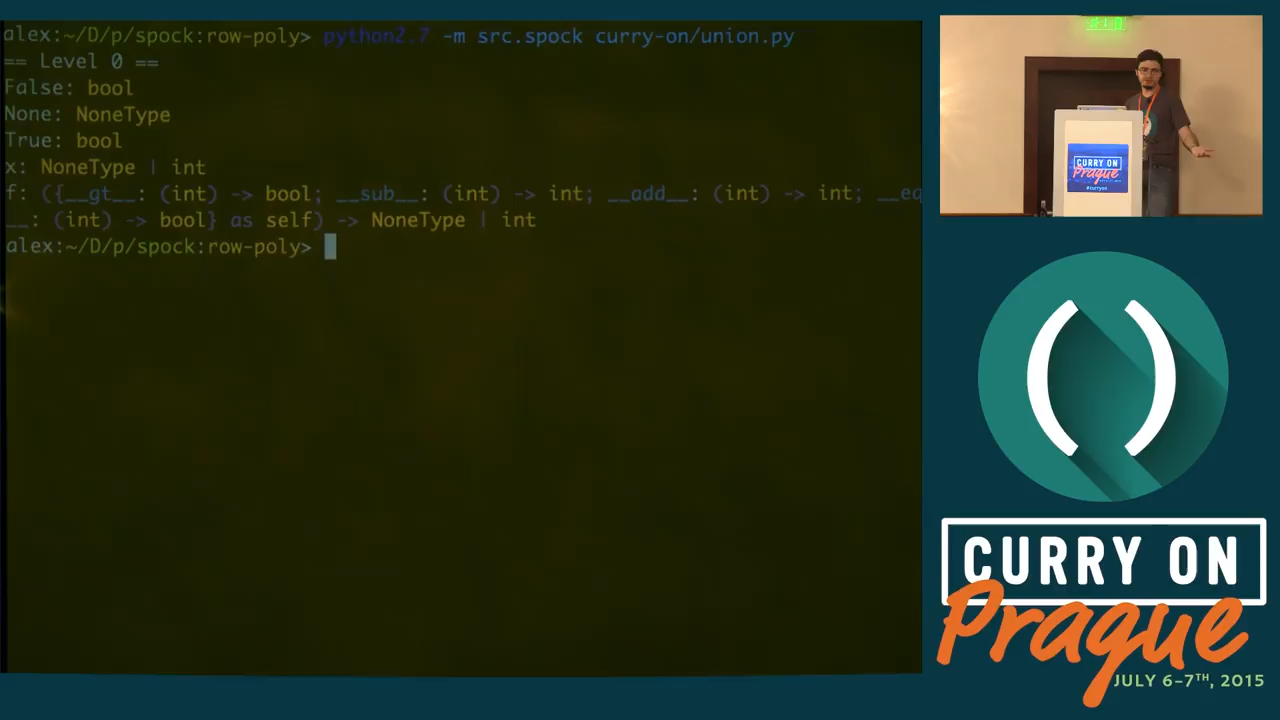 alex:~/D/p/spock:row-poly> python2.7 -m src.spock curry-on/union.py
== Level 0 ==
False: bool
None: NoneType
True: bool
x: NoneType | int
f: ({__gt__: (int) -> bool; __sub__: (int) -> int; __add__: (int) -> int; __eq
__: (int) -> bool} as self) -> NoneType | int
alex:~/D/p/spock:row-poly>
CURRY ON
Prague
#curryon
( )
CURRY ON
Prague
JULY 6-7TH, 2015